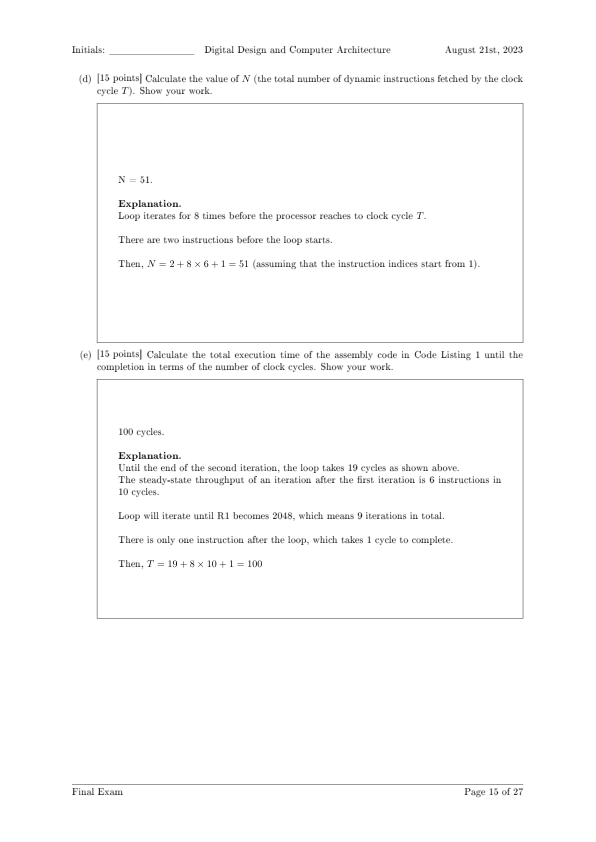 Initials: ________________ Digital Design and Computer Architecture August 21st, 2023
(d) [15 points] Calculate the value of N (the total number of dynamic instructions fetched by the clock
cycle T). Show your work.
N = 51.
Explanation.
Loop iterates for 8 times before the processor reaches to clock cycle T.
There are two instructions before the loop starts.
Then, N = 2 + 8 × 6 + 1 = 51 (assuming that the instruction indices start from 1).
(e) [15 points] Calculate the total execution time of the assembly code in Code Listing 1 until the
completion in terms of the number of clock cycles. Show your work.
100 cycles.
Explanation.
Until the end of the second iteration, the loop takes 19 cycles as shown above.
The steady-state throughput of an iteration after the first iteration is 6 instructions in
10 cycles.
Loop will iterate until R1 becomes 2048, which means 9 iterations in total.
There is only one instruction after the loop, which takes 1 cycle to complete.
Then, T = 19 + 8 × 10 + 1 = 100
Final Exam Page 15 of 27